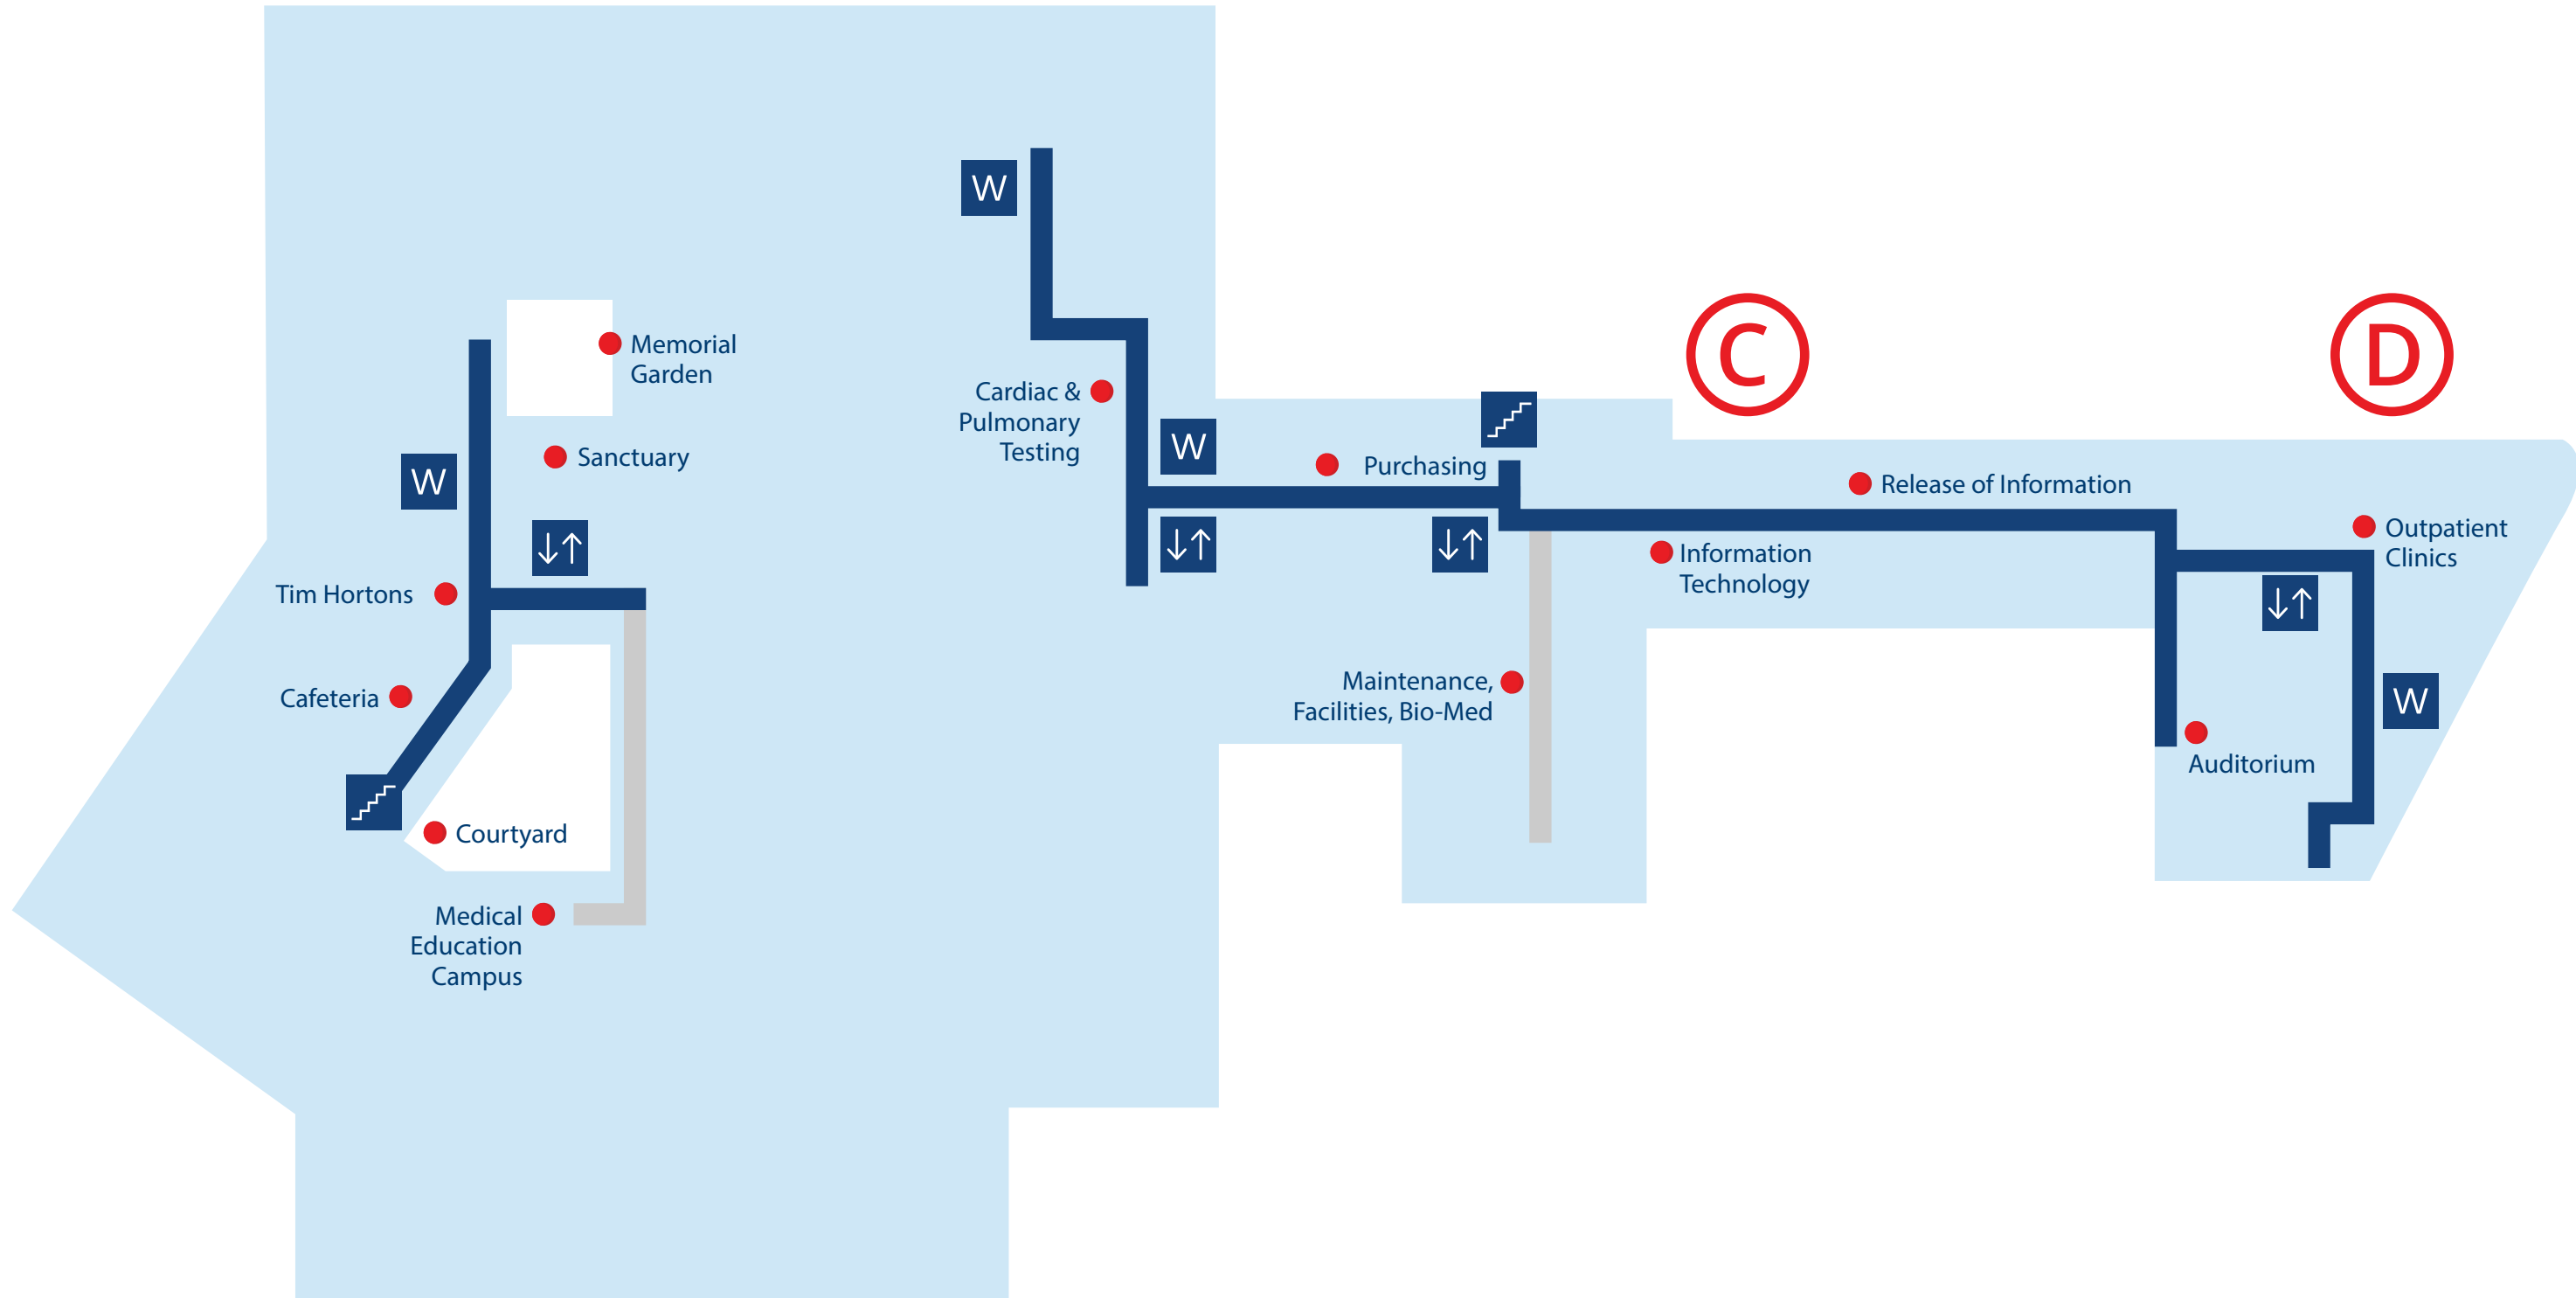 W
Memorial
Garden
C
D
Cardiac &
Pulmonary
Testing
W
Purchasing
Sanctuary
W
Release of Information
Outpatient
Clinics
Information
Technology
Tim Hortons
Cafeteria
Maintenance,
Facilities, Bio-Med
W
Auditorium
Courtyard
Medical
Education
Campus